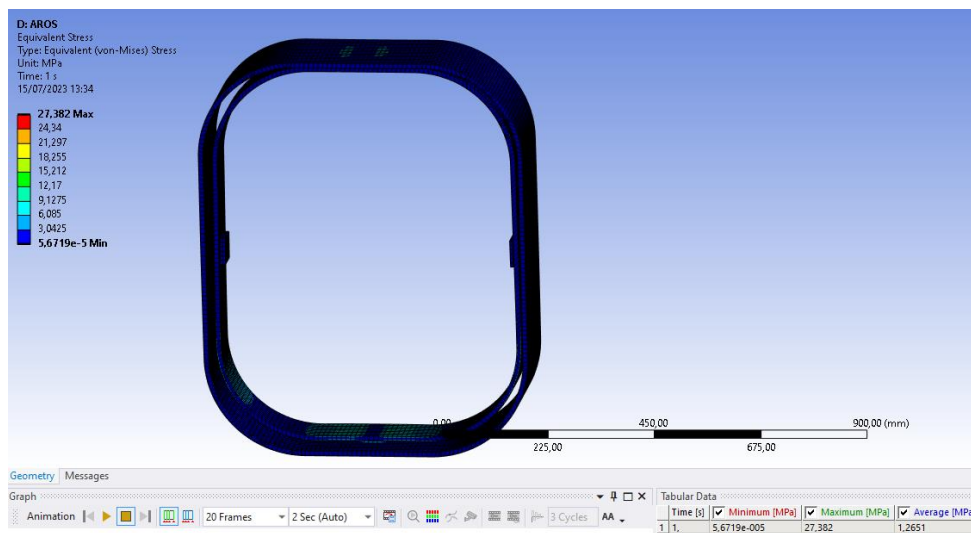 D: AROS
Equivalent Stress
Type: Equivalent (von-Mises) Stress
Unit: MPa
Time: 1 s
15/07/2023 13:34
27,382 Max
24,34
21,297
18,255
15,212
12,17
9,1275
6,085
3,0425
5,6719e-5 Min
0,00 450,00 900,00 (mm)
225,00 675,00
Geometry Messages
Graph Tabular Data
Animation 20 Frames 2 Sec (Auto) 3 Cycles AA
Time [s] Minimum [MPa] Maximum [MPa] Average [MPa
1 1, 5,6719e-005 27,382 1,2651